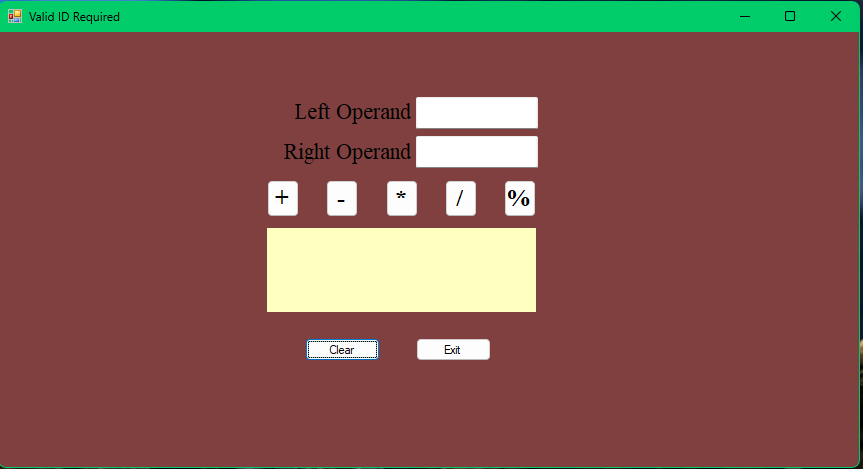 Valid ID Required
Left Operand
Right Operand
+ - * / %
Clear Exit